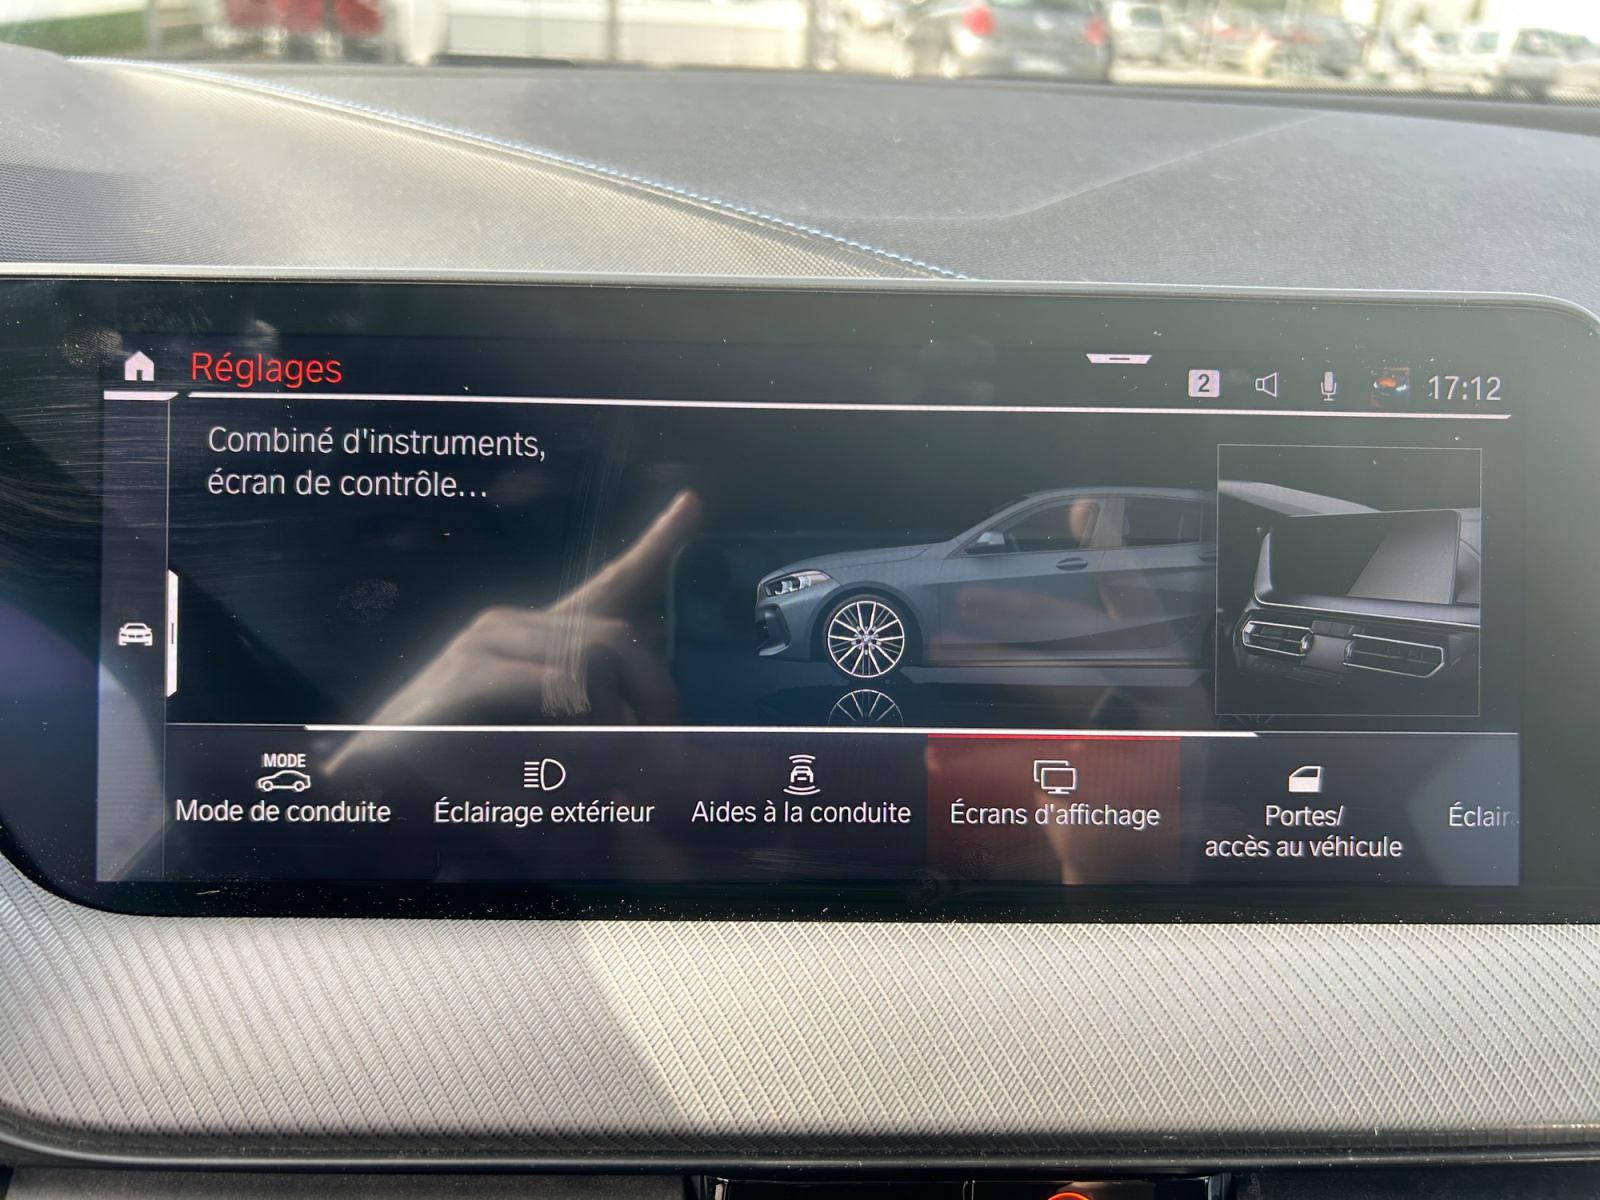 Réglages
2
17:12
Combiné d'instruments,
écran de contrôle...
MODE
Mode de conduite
Éclairage extérieur
Aides à la conduite
Écrans d'affichage
Portes/
accès au véhicule
Éclair